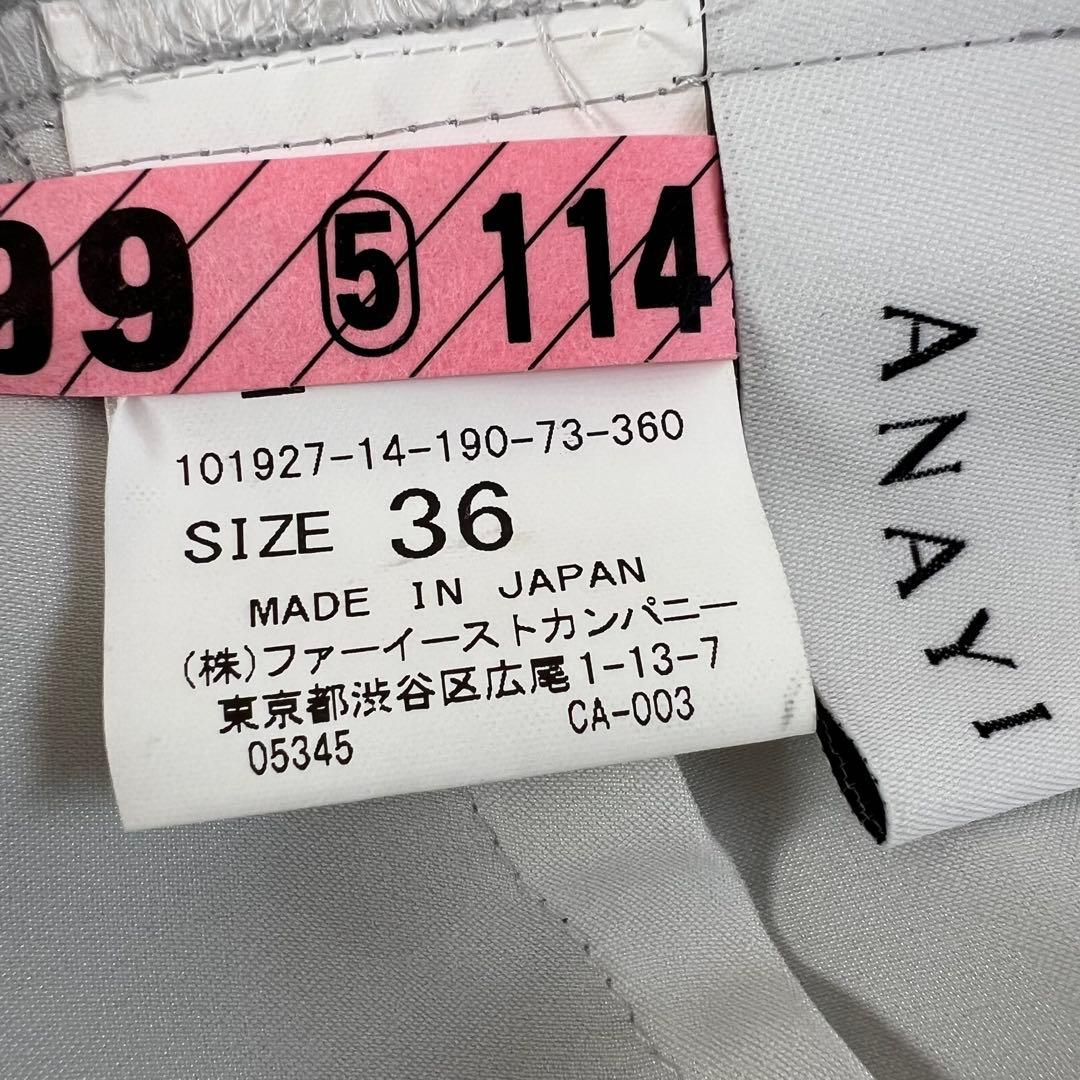 99 ⑤ 114
101927-14-190-73-360
SIZE 36
MADE IN JAPAN
(株)ファーイーストカンパニー
東京都渋谷区広尾1-13-7
05345 CA-003
ANAYI